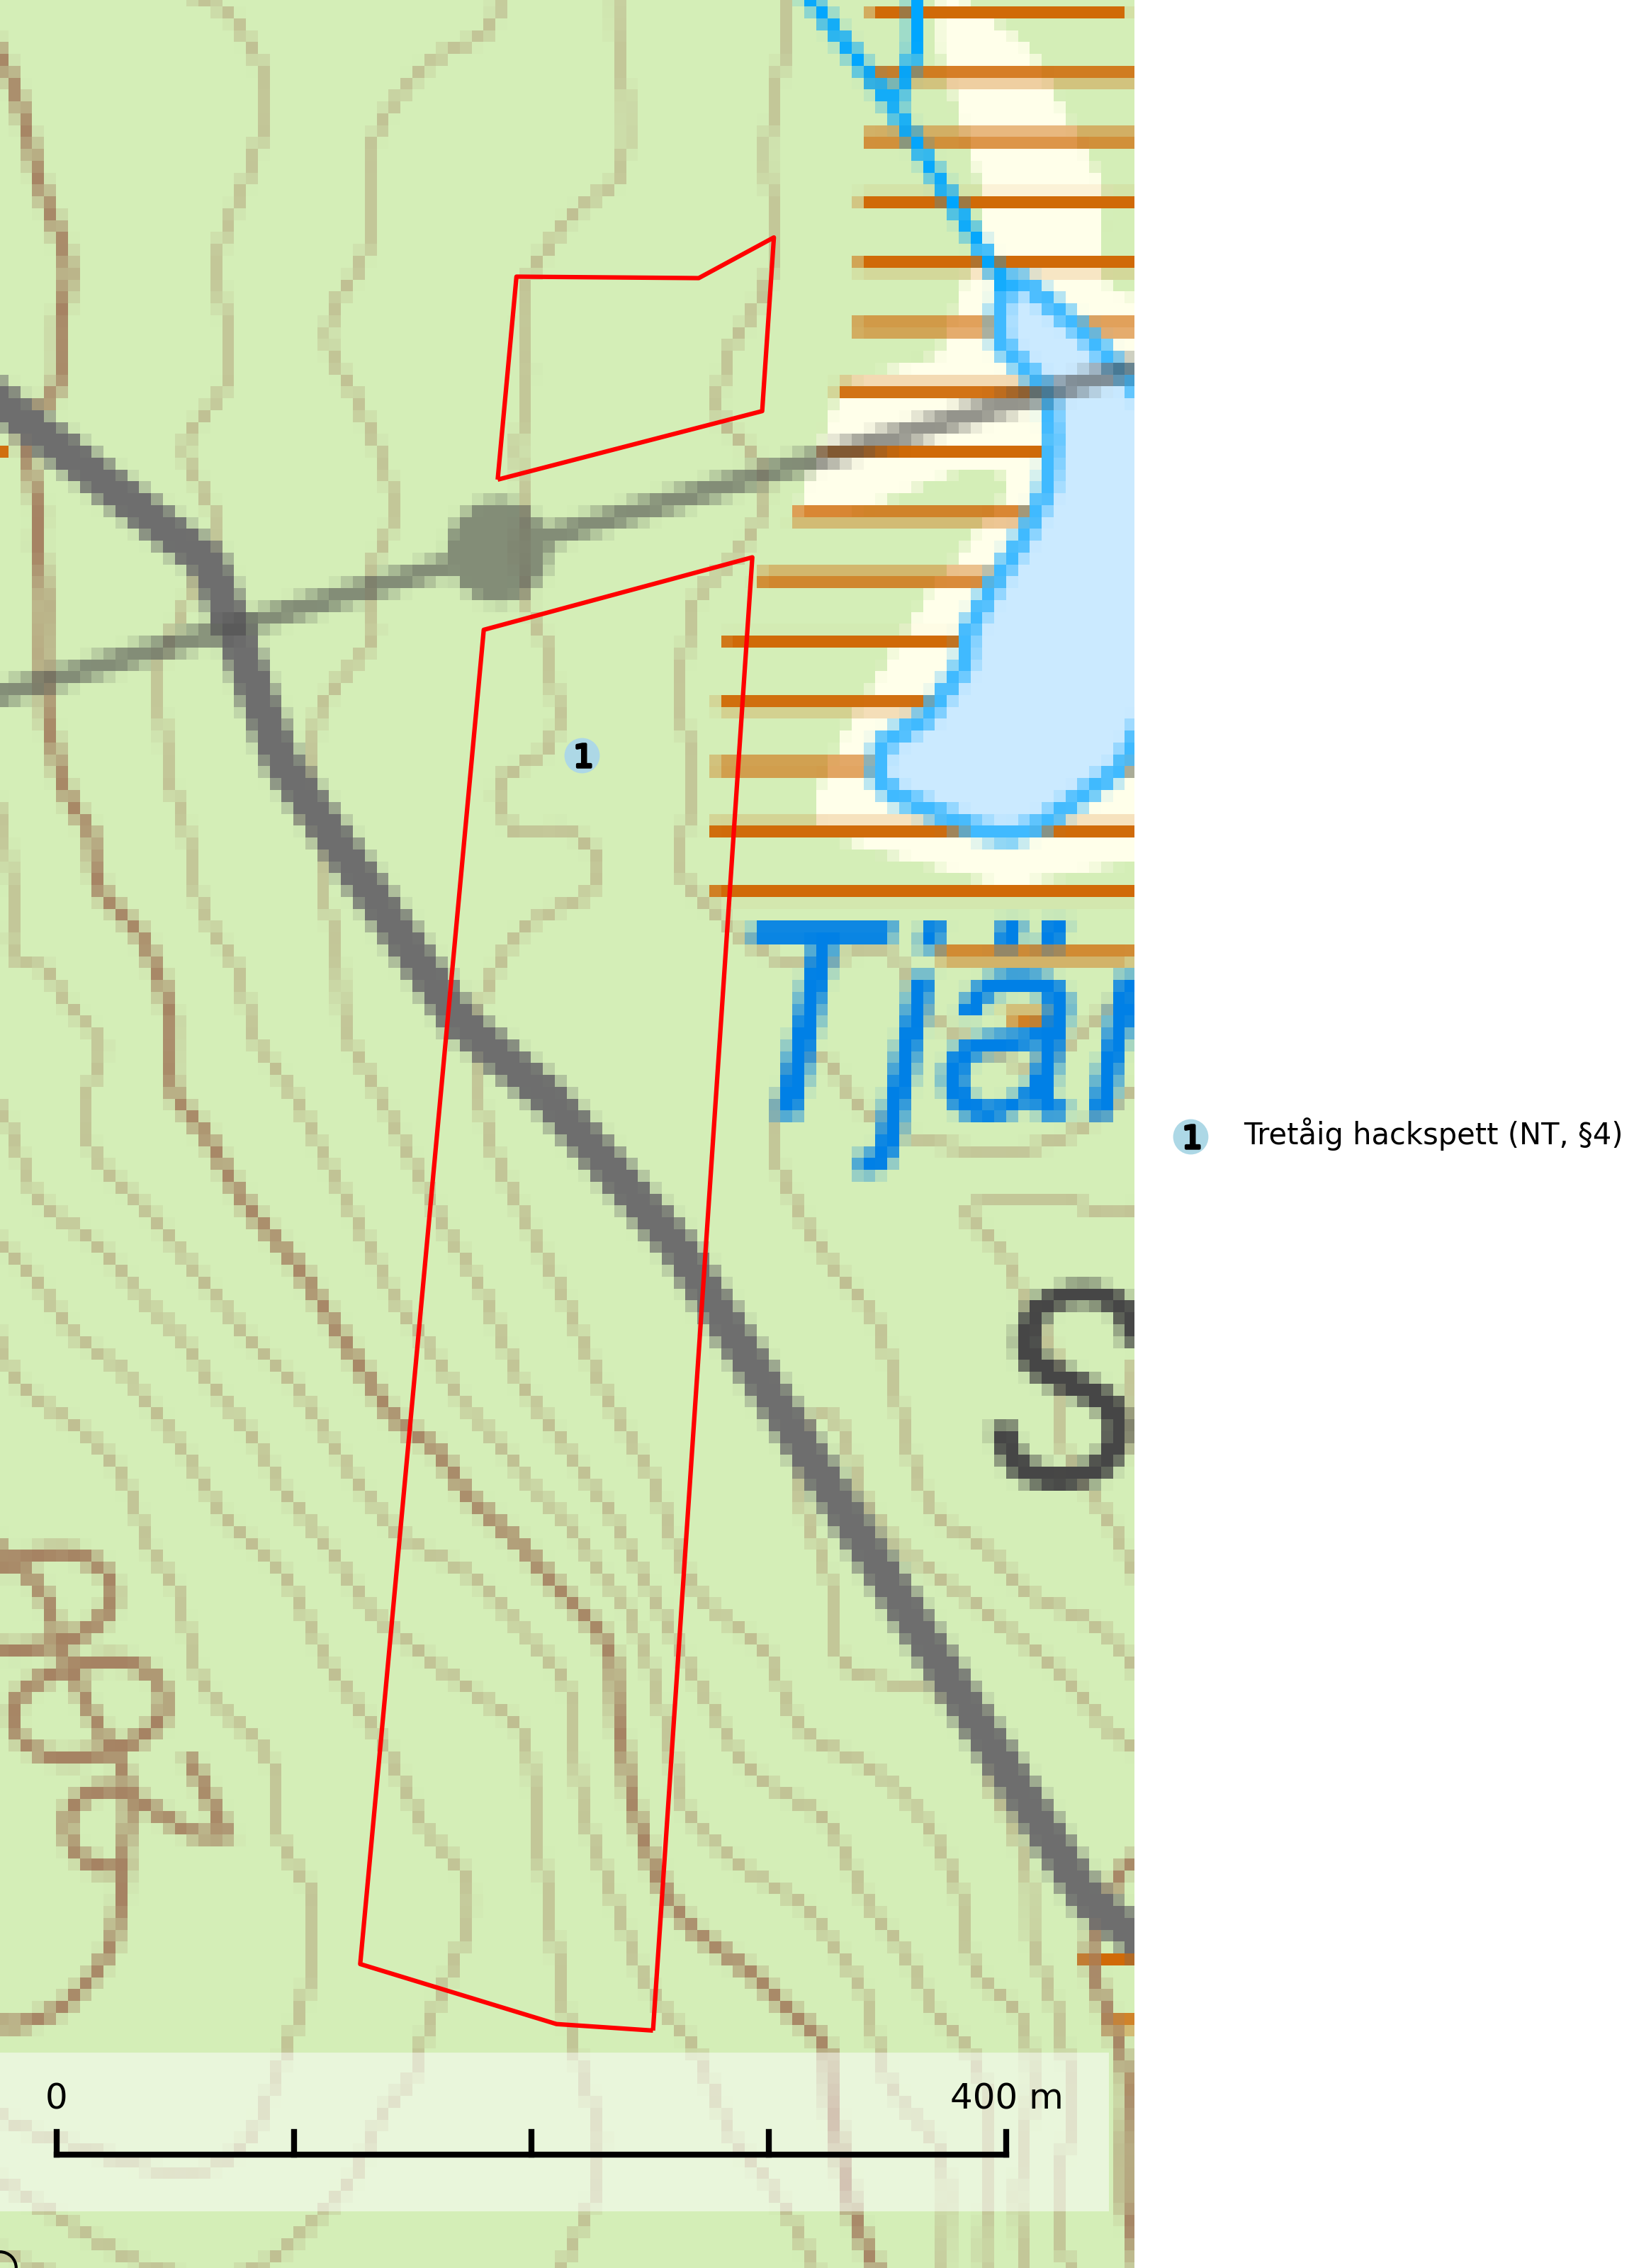 1
Tjär
S
1 Tretåig hackspett (NT, §4)
0 400 m